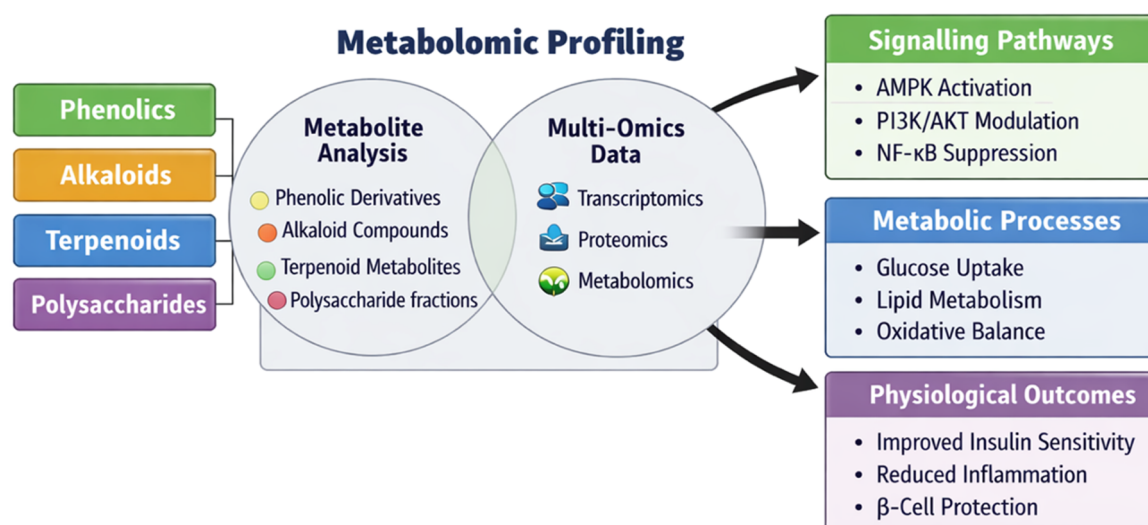 Metabolomic Profiling
Phenolics
Alkaloids
Terpenoids
Polysaccharides
Metabolite
Analysis
Phenolic Derivatives
Alkaloid Compounds
Terpenoid Metabolites
Polysaccharide fractions
Multi-Omics
Data
Transcriptomics
Proteomics
Metabolomics
Signalling Pathways
• AMPK Activation
• PI3K/AKT Modulation
• NF-κB Suppression
Metabolic Processes
• Glucose Uptake
• Lipid Metabolism
• Oxidative Balance
Physiological Outcomes
• Improved Insulin Sensitivity
• Reduced Inflammation
• β-Cell Protection